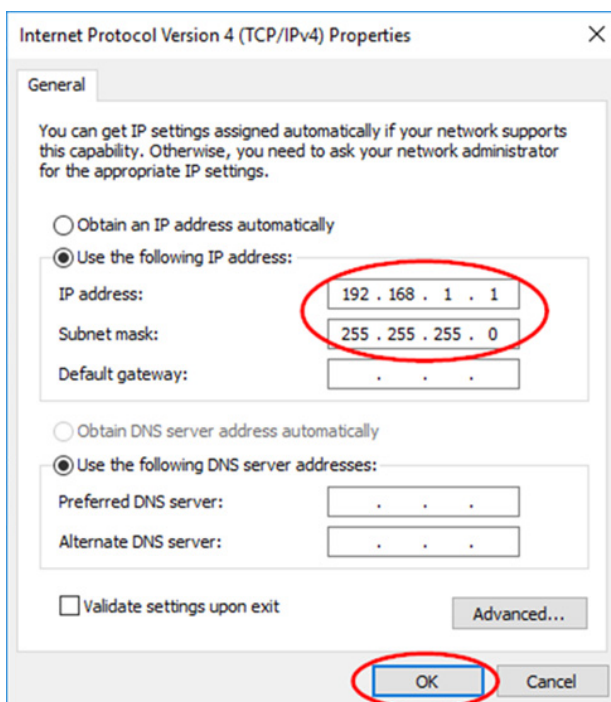 Internet Protocol Version 4 (TCP/IPv4) Properties
General
You can get IP settings assigned automatically if your network supports
this capability. Otherwise, you need to ask your network administrator
for the appropriate IP settings.
Obtain an IP address automatically
Use the following IP address:
IP address: 192 . 168 . 1 . 1
Subnet mask: 255 . 255 . 255 . 0
Default gateway: . . .
Obtain DNS server address automatically
Use the following DNS server addresses:
Preferred DNS server: . . .
Alternate DNS server: . . .
Validate settings upon exit
Advanced...
OK Cancel